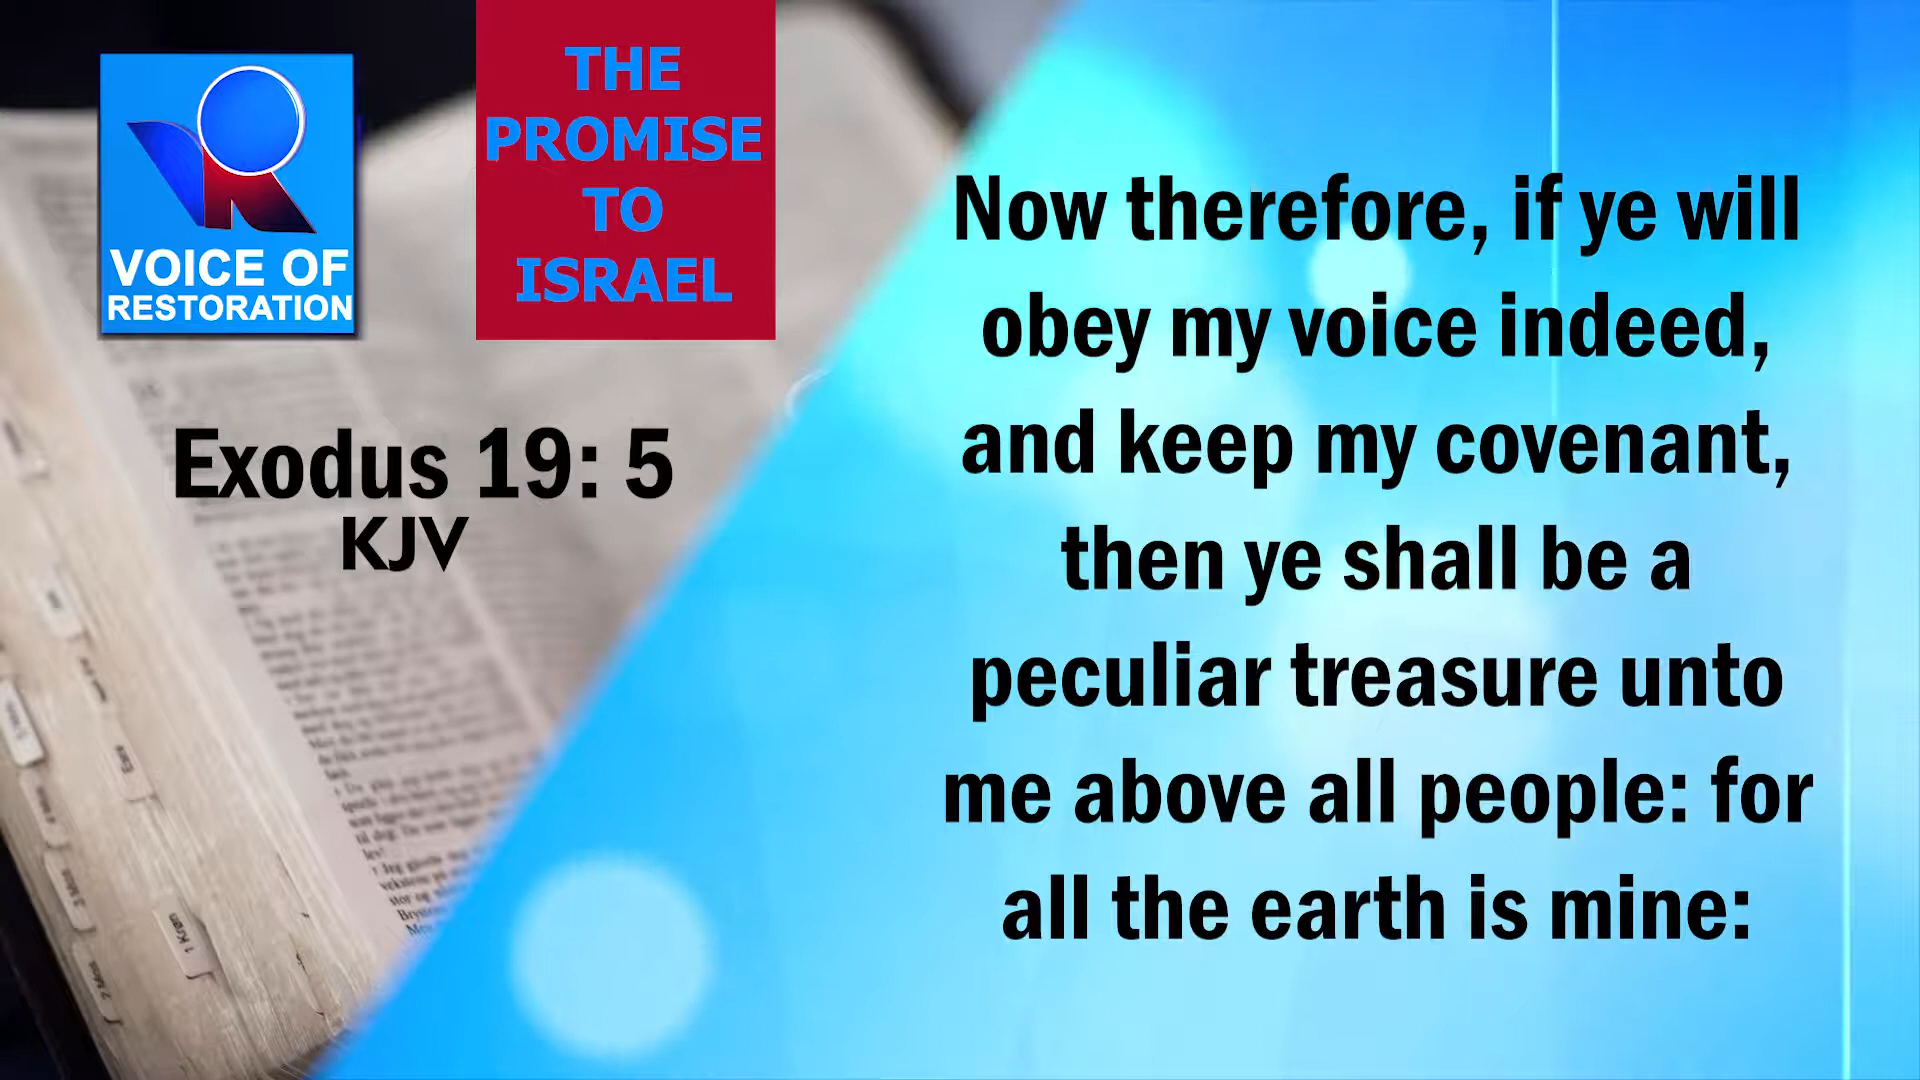 VOICE OF
RESTORATION
THE
PROMISE
TO
ISRAEL
Exodus 19: 5
KJV
Now therefore, if ye will
obey my voice indeed,
and keep my covenant,
then ye shall be a
peculiar treasure unto
me above all people: for
all the earth is mine: